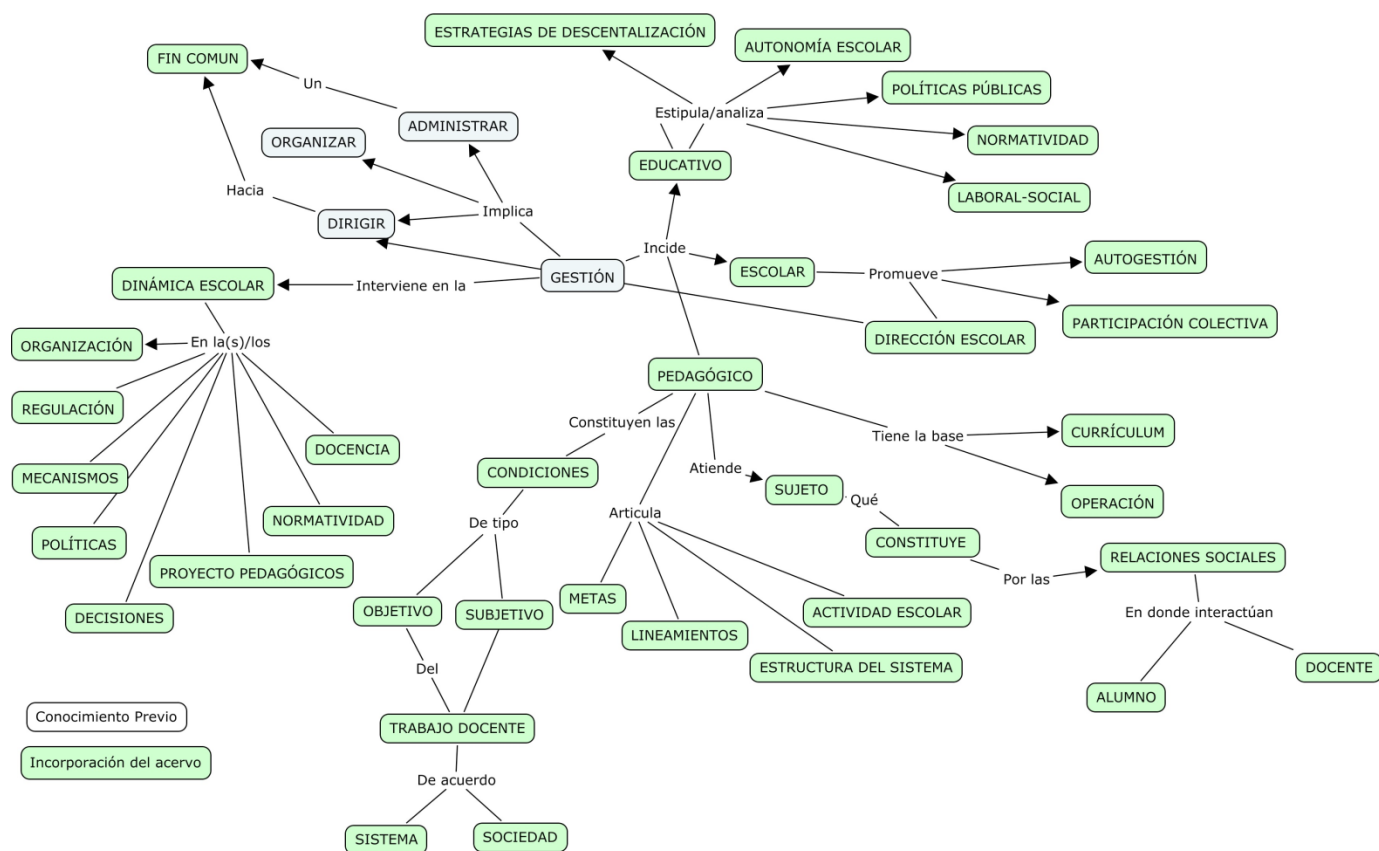 ESTRATEGIAS DE DESCENTALIZACIÓN
AUTONOMÍA ESCOLAR
FIN COMUN
Un
POLÍTICAS PÚBLICAS
Estipula/analiza
ADMINISTRAR
ORGANIZAR
NORMATIVIDAD
EDUCATIVO
Hacia
LABORAL-SOCIAL
DIRIGIR
Implica
Incide
ESCOLAR
Promueve
AUTOGESTIÓN
GESTIÓN
DINÁMICA ESCOLAR
Interviene en la
PARTICIPACIÓN COLECTIVA
DIRECCIÓN ESCOLAR
ORGANIZACIÓN
En la(s)/los
PEDAGÓGICO
REGULACIÓN
Constituyen las
Tiene la base
CURRÍCULUM
DOCENCIA
MECANISMOS
CONDICIONES
Atiende
SUJETO
Qué
OPERACIÓN
NORMATIVIDAD
De tipo
Articula
POLÍTICAS
CONSTITUYE
RELACIONES SOCIALES
PROYECTO PEDAGÓGICOS
Por las
METAS
OBJETIVO
SUBJETIVO
ACTIVIDAD ESCOLAR
En donde interactúan
DECISIONES
LINEAMIENTOS
Del
ESTRUCTURA DEL SISTEMA
DOCENTE
ALUMNO
Conocimiento Previo
TRABAJO DOCENTE
Incorporación del acervo
De acuerdo
SISTEMA
SOCIEDAD